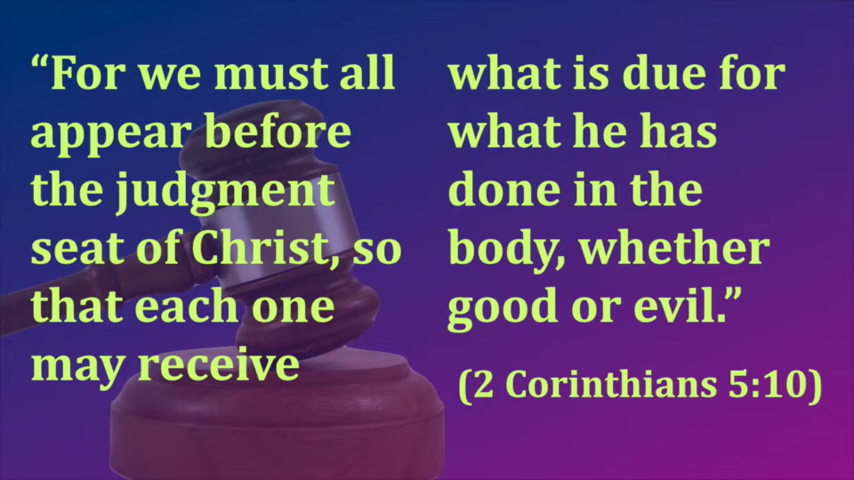 “For we must all
appear before
the judgment
seat of Christ, so
that each one
may receive
what is due for
what he has
done in the
body, whether
good or evil.”
(2 Corinthians 5:10)